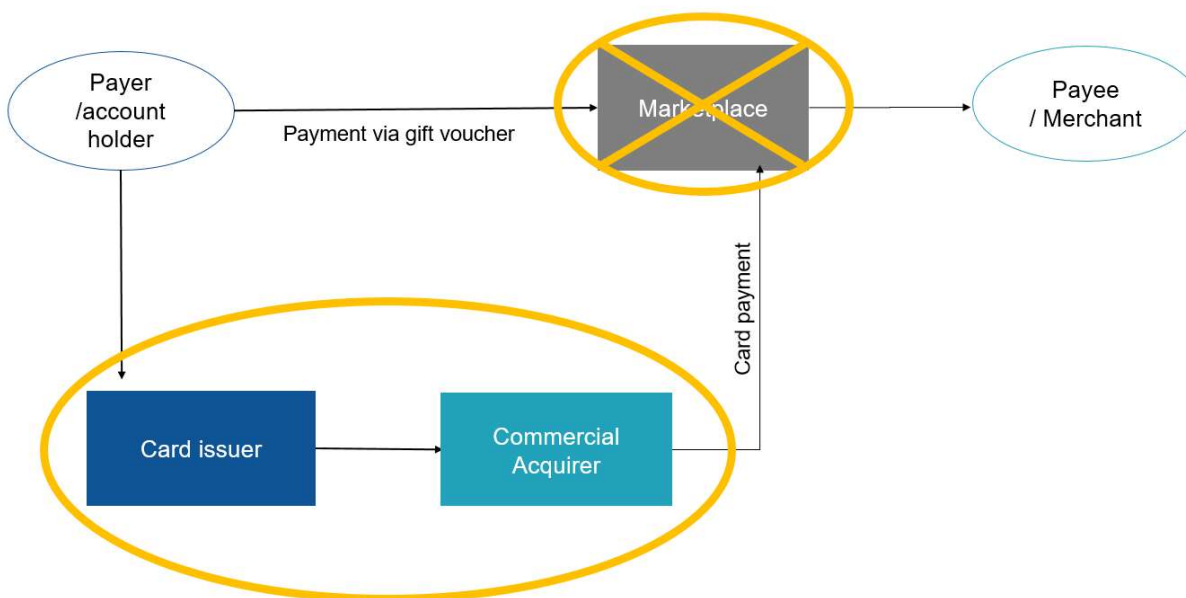 Payer
/account
holder
Payment via gift voucher
Marketplace
Payee
/ Merchant
Card payment
Card issuer
Commercial
Acquirer